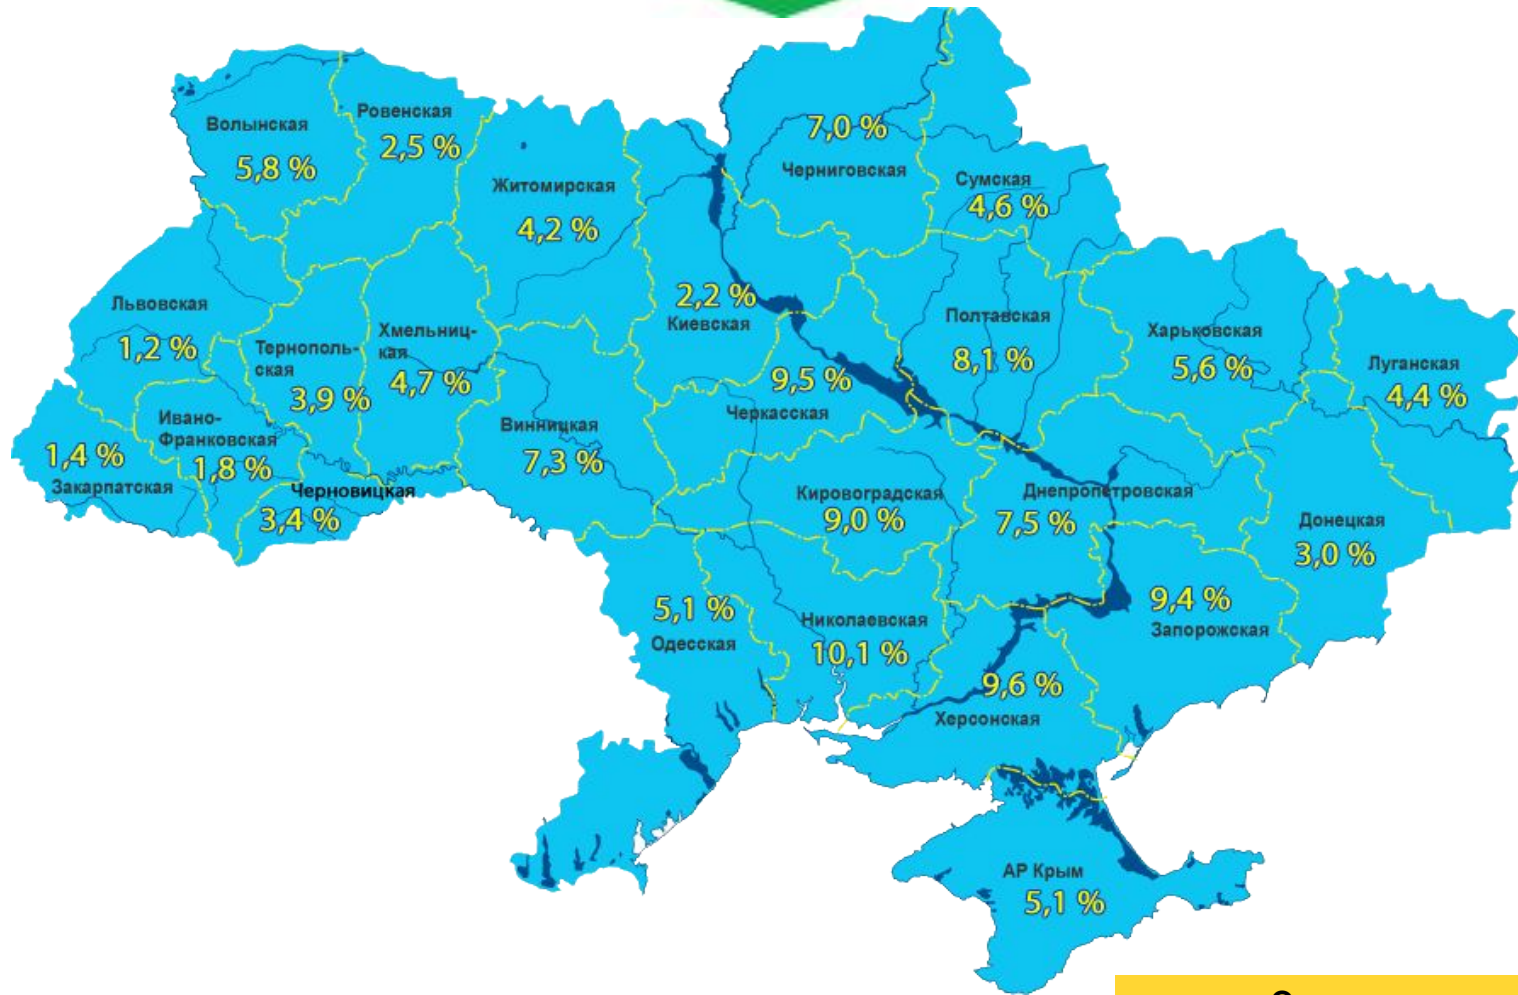 Волынская
5,8 %
Ровенская
2,5 %
Житомирская
4,2 %
7,0 %
Черниговская
Сумская
4,6 %
Львовская
1,2 %
Тернополь-
ская
3,9 %
Хмельниц-
кая
4,7 %
2,2 %
Киевская
9,5 %
Черкасская
Полтавская
8,1 %
Харьковская
5,6 %
Луганская
4,4 %
1,4 %
Закарпатская
Ивано-
Франковская
1,8 %
Черновицкая
3,4 %
Винницкая
7,3 %
Кировоградская
9,0 %
Днепропетровская
7,5 %
Донецкая
3,0 %
5,1 %
Одесская
Николаевская
10,1 %
9,4 %
Запорожская
9,6 %
Херсонская
АР Крым
5,1 %